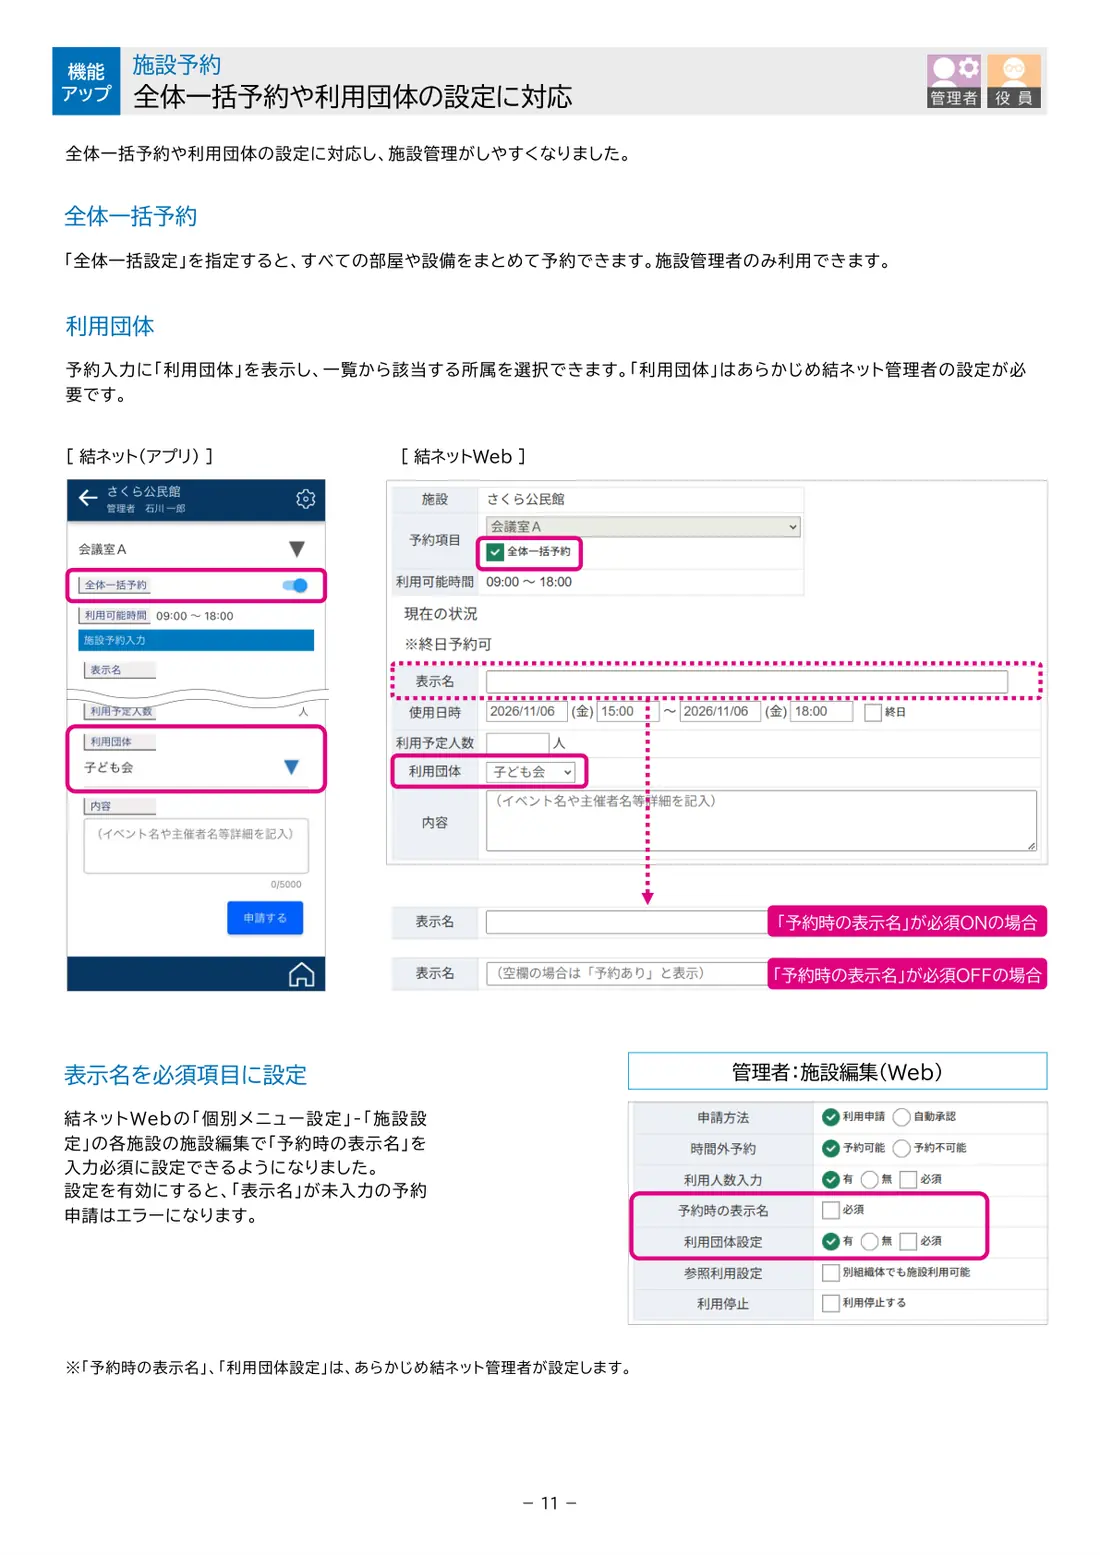 機能
アップ
施設予約
全体一括予約や利用団体の設定に対応
管理者
役 員
全体一括予約や利用団体の設定に対応し、施設管理がしやすくなりました。
全体一括予約
「全体一括設定」を指定すると、すべての部屋や設備をまとめて予約できます。施設管理者のみ利用できます。
利用団体
予約入力に「利用団体」を表示し、一覧から該当する所属を選択できます。「利用団体」はあらかじめ結ネット管理者の設定が必
要です。
[ 結ネット(アプリ) ]
さくら公民館
管理者 石川 一郎
会議室A
全体一括予約
利用可能時間 09:00 ～ 18:00
施設予約入力
表示名
利用予定人数 人
利用団体
子ども会
内容
(イベント名や主催者名等詳細を記入)
0/5000
申請する
[ 結ネットWeb ]
施設 さくら公民館
予約項目 会議室A
全体一括予約
利用可能時間 09:00 ～ 18:00
現在の状況
※終日予約可
表示名
使用日時 2026/11/06 (金) 15:00 ～ 2026/11/06 (金) 18:00 終日
利用予定人数 人
利用団体 子ども会
内容 (イベント名や主催者名等詳細を記入)
表示名 「予約時の表示名」が必須ONの場合
表示名 (空欄の場合は「予約あり」と表示) 「予約時の表示名」が必須OFFの場合
表示名を必須項目に設定
結ネットWebの「個別メニュー設定」-「施設設
定」の各施設の施設編集で「予約時の表示名」を
入力必須に設定できるようになりました。
設定を有効にすると、「表示名」が未入力の予約
申請はエラーになります。
管理者:施設編集(Web)
申請方法 利用申請 自動承認
時間外予約 予約可能 予約不可能
利用人数入力 有 無 必須
予約時の表示名 必須
利用団体設定 有 無 必須
参照利用設定 別組織体でも施設利用可能
利用停止 利用停止する
※「予約時の表示名」、「利用団体設定」は、あらかじめ結ネット管理者が設定します。
－ 11 －